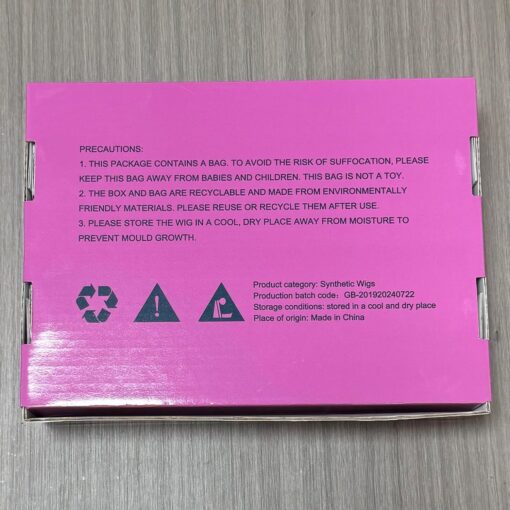 PRECAUTIONS:
1. THIS PACKAGE CONTAINS A BAG. TO AVOID THE RISK OF SUFFOCATION, PLEASE
KEEP THIS BAG AWAY FROM BABIES AND CHILDREN. THIS BAG IS NOT A TOY.
2. THE BOX AND BAG ARE RECYCLABLE AND MADE FROM ENVIRONMENTALLY
FRIENDLY MATERIALS. PLEASE REUSE OR RECYCLE THEM AFTER USE.
3. PLEASE STORE THE WIG IN A COOL, DRY PLACE AWAY FROM MOISTURE TO
PREVENT MOULD GROWTH.
Product category: Synthetic Wigs
Production batch code： GB-201920240722
Storage conditions: stored in a cool and dry place
Place of origin: Made in China